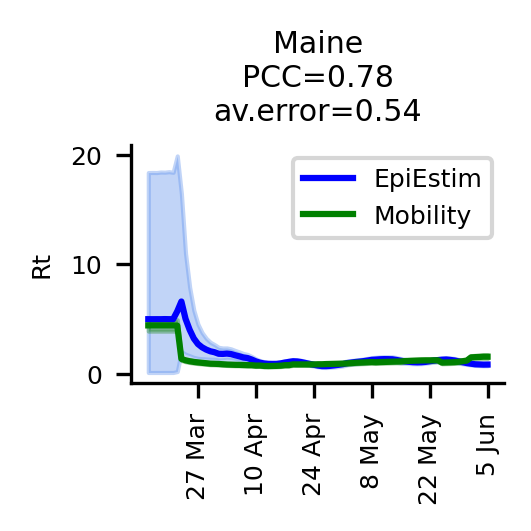 Maine
PCC=0.78
av.error=0.54
EpiEstim
Mobility
Rt
20
10
0
27 Mar
10 Apr
24 Apr
8 May
22 May
5 Jun